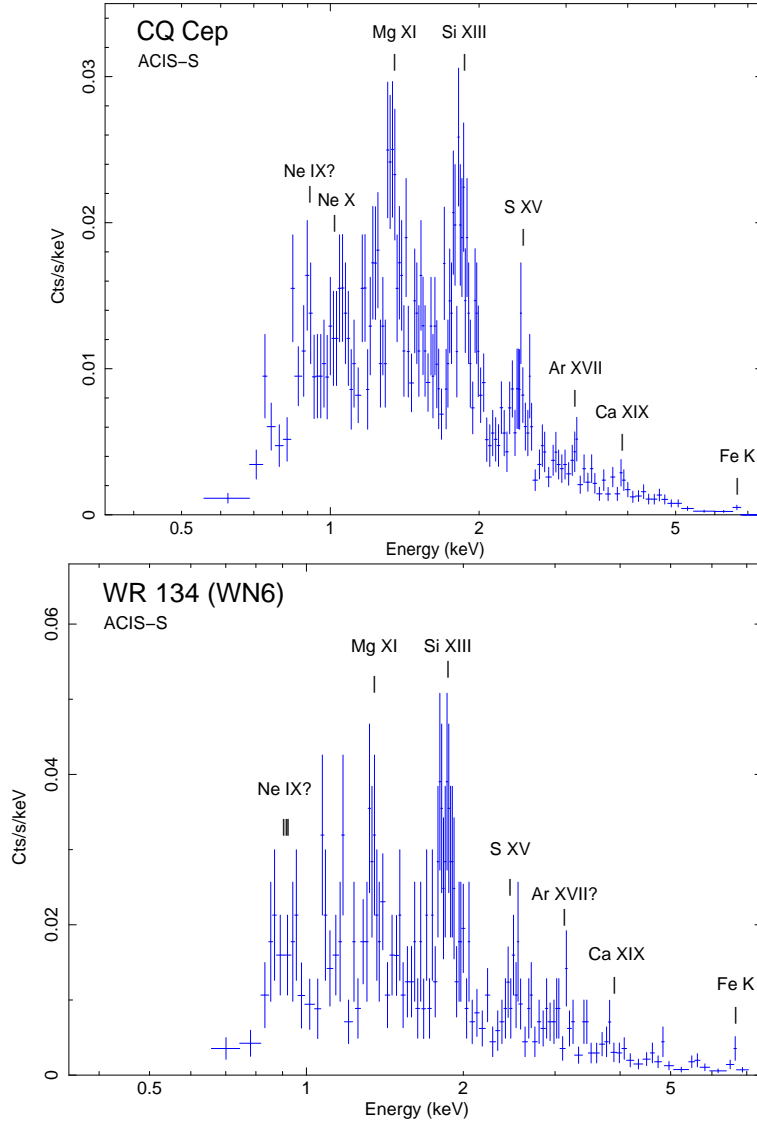 CQ Cep
ACIS−S
Mg XI
Si XIII
Ne IX?
Ne X
S XV
Ar XVII
Ca XIX
Fe K
0.03
0.02
0.01
0
Cts/s/keV
0.5
1
2
5
Energy (keV)
WR 134 (WN6)
ACIS−S
Mg XI
Si XIII
Ne IX?
S XV
Ar XVII?
Ca XIX
Fe K
0.06
0.04
0.02
0
Cts/s/keV
0.5
1
2
5
Energy (keV)